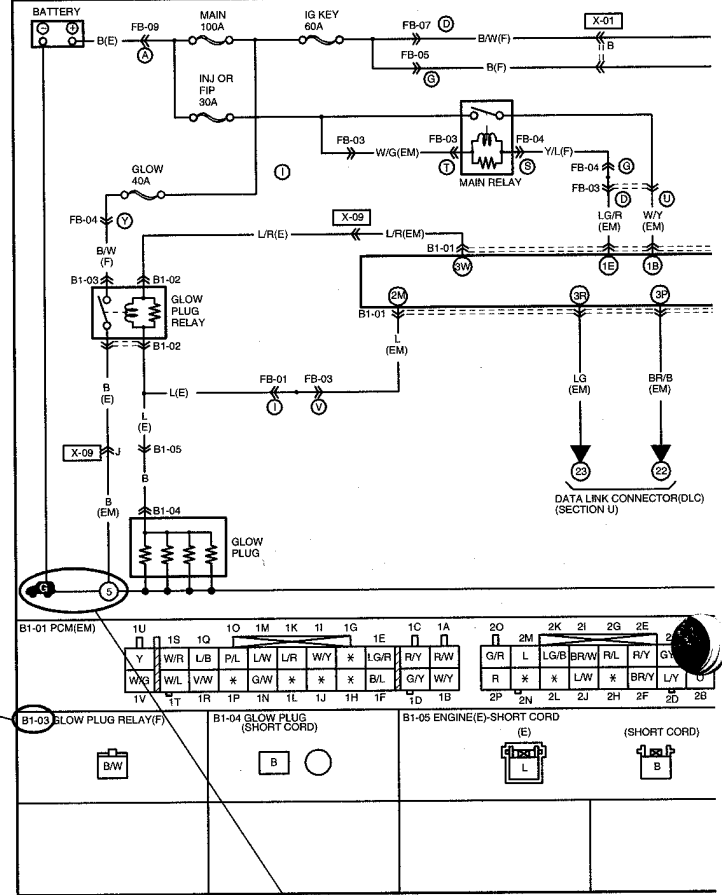 BATTERY
- +
B(E)
FB-09
A
MAIN
100A
IG KEY
60A
FB-07 D
B/W(F)
X-01
B
FB-05
G
B(F)
INJ OR
FIP
30A
FB-03
W/G(EM)
FB-03
T
FB-04
S
MAIN RELAY
Y/L(F)
FB-04 G
FB-03
D
U
LG/R
(EM)
W/Y
(EM)
I
GLOW
40A
FB-04 Y
B/W
(F)
L/R(E)
X-09
L/R(EM)
B1-01
3W
1E
1B
B1-03
B1-02
GLOW
PLUG
RELAY
B1-02
2M
3R
3P
B1-01
L
(EM)
LG
(EM)
BR/B
(EM)
B
(E)
L(E)
FB-01
I
FB-03
V
L
(E)
X-09
J
B1-05
B
B
(EM)
B1-04
GLOW
PLUG
23
22
DATA LINK CONNECTOR(DLC)
(SECTION U)
G
5
B1-01 PCM(EM)
1U 1S 1Q 1O 1M 1K 1I 1G 1E 1C 1A
Y W/R L/B P/L L/W L/R W/Y * LG/R R/Y R/W
W/G W/L V/W * G/W * * * B/L G/Y W/Y
1V 1T 1R 1P 1N 1L 1J 1H 1F 1D 1B
2O 2M 2K 2I 2G 2E
G/R L LG/B BR/W R/L R/Y
R * * L/W * BR/Y L/Y
2P 2N 2L 2J 2H 2F 2D 2B
B1-03 GLOW PLUG RELAY(F)
B/W
B1-04 GLOW PLUG
(SHORT CORD)
B
B1-05 ENGINE(E)-SHORT CORD
(E)
L
(SHORT CORD)
B